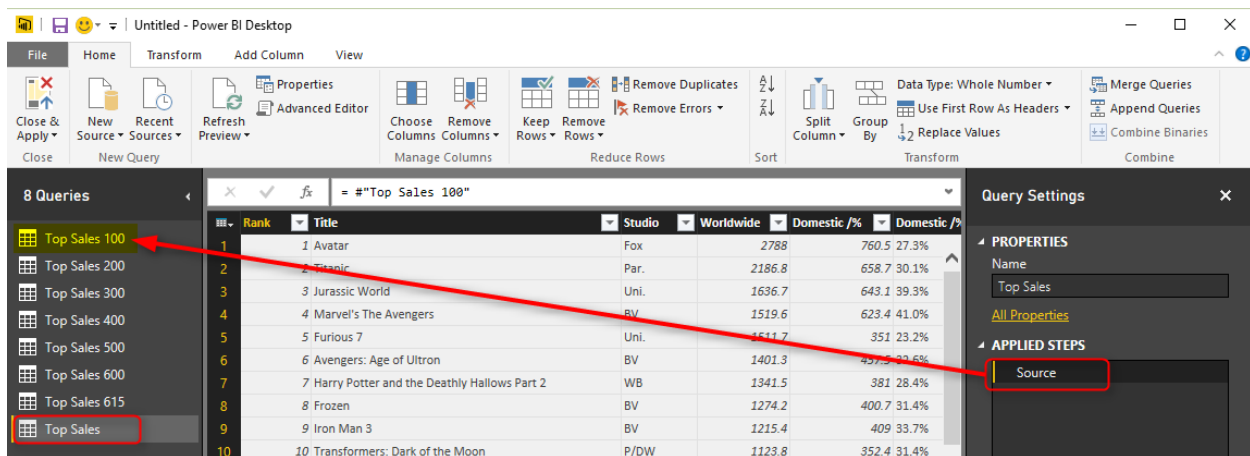 Untitled - Power BI Desktop
File Home Transform Add Column View
Close & Apply
New Source
Recent Sources
Refresh Preview
Properties
Advanced Editor
Choose Columns
Remove Columns
Keep Rows
Remove Rows
Remove Duplicates
Remove Errors
Split Column
Group By
Data Type: Whole Number
Use First Row As Headers
Replace Values
Merge Queries
Append Queries
Combine Binaries
Close New Query Manage Columns Reduce Rows Sort Transform Combine
8 Queries
Top Sales 100
Top Sales 200
Top Sales 300
Top Sales 400
Top Sales 500
Top Sales 600
Top Sales 615
Top Sales
fx = #"Top Sales 100"
Rank Title Studio Worldwide Domestic /% Domestic /%
1 1 Avatar Fox 2788 760.5 27.3%
2 2 Titanic Par. 2186.8 658.7 30.1%
3 3 Jurassic World Uni. 1636.7 643.1 39.3%
4 4 Marvel's The Avengers BV 1519.6 623.4 41.0%
5 5 Furious 7 Uni. 1511.7 351 23.2%
6 6 Avengers: Age of Ultron BV 1401.3
7 7 Harry Potter and the Deathly Hallows Part 2 WB 1341.5 381 28.4%
8 8 Frozen BV 1274.2 400.7 31.4%
9 9 Iron Man 3 BV 1215.4 409 33.7%
10 10 Transformers: Dark of the Moon P/DW 1123.8 352.4 31.4%
Query Settings
PROPERTIES
Name
Top Sales
All Properties
APPLIED STEPS
Source